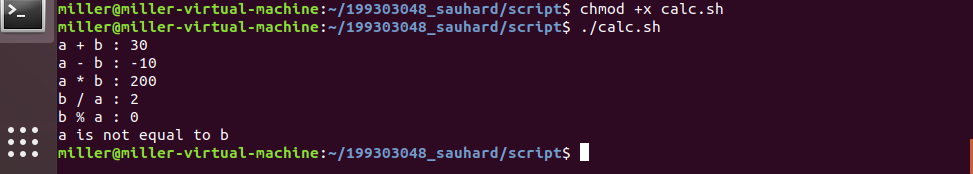 miller@miller-virtual-machine:~/199303048_sauhard/script$ chmod +x calc.sh
miller@miller-virtual-machine:~/199303048_sauhard/script$ ./calc.sh
a + b : 30
a - b : -10
a * b : 200
b / a : 2
b % a : 0
a is not equal to b
miller@miller-virtual-machine:~/199303048_sauhard/script$